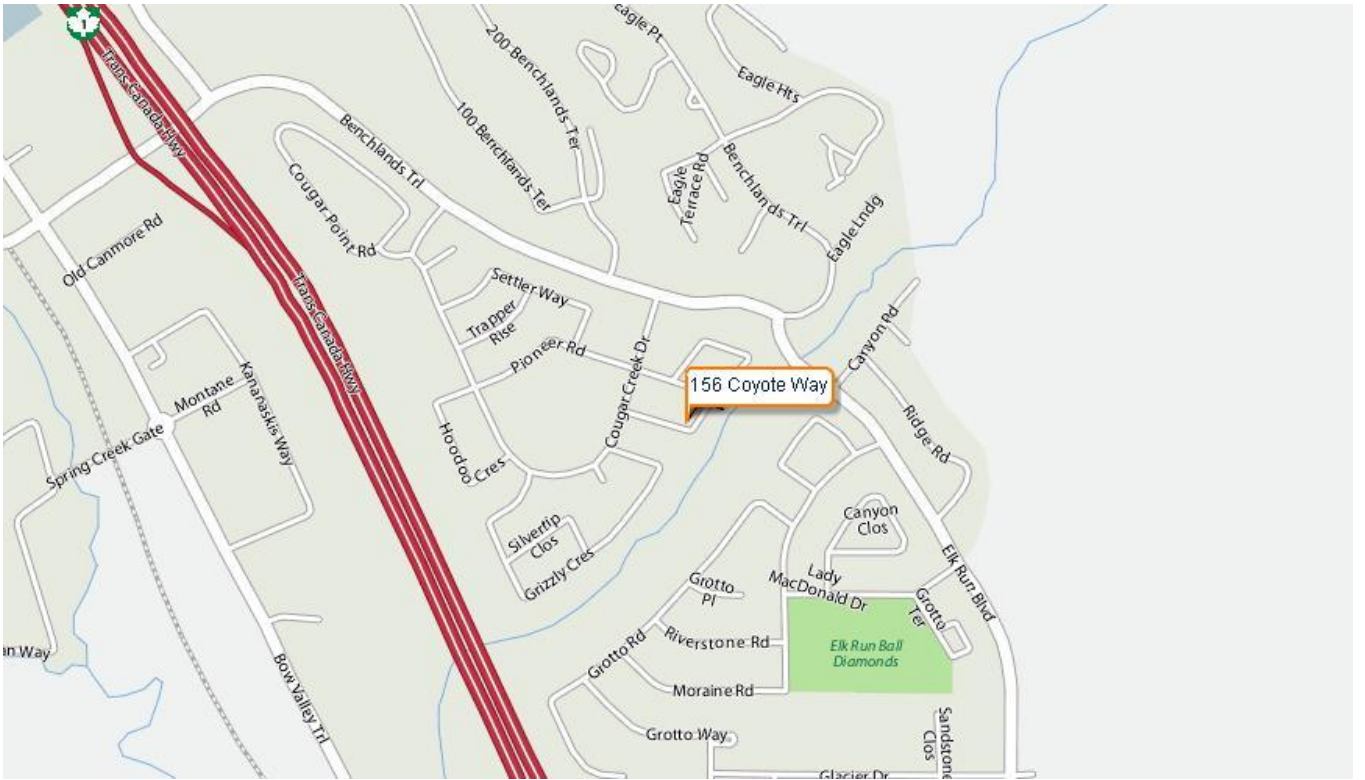 1
Eagle Pt
200 Benchlands Ter
Trans Canada Hwy
Eagle Hts
100 Benchlands Ter
Benchlands Trl
Cougar Point Rd
Eagle
Terrace Rd
Benchlands Trl
Eagle Lndg
Old Canmore Rd
Settler Way
Trans Canada Hwy
Trapper
Rise
Pioneer Rd
Canyon Rd
Cougar Creek Dr
156 Coyote Way
Montane
Rd
Kananaskis Way
Spring Creek Gate
Hoodoo Cres
Ridge Rd
Canyon
Clos
Silvertip
Clos
Grizzly Cres
Elk Run Blvd
Grotto
Pl
Lady
MacDonald Dr
Grotto
Ter
Grotto Rd
Riverstone Rd
Elk Run Ball
Diamonds
an Way
Bow Valley Trl
Moraine Rd
Grotto Way
Sandstone
Clos
Glacier Dr